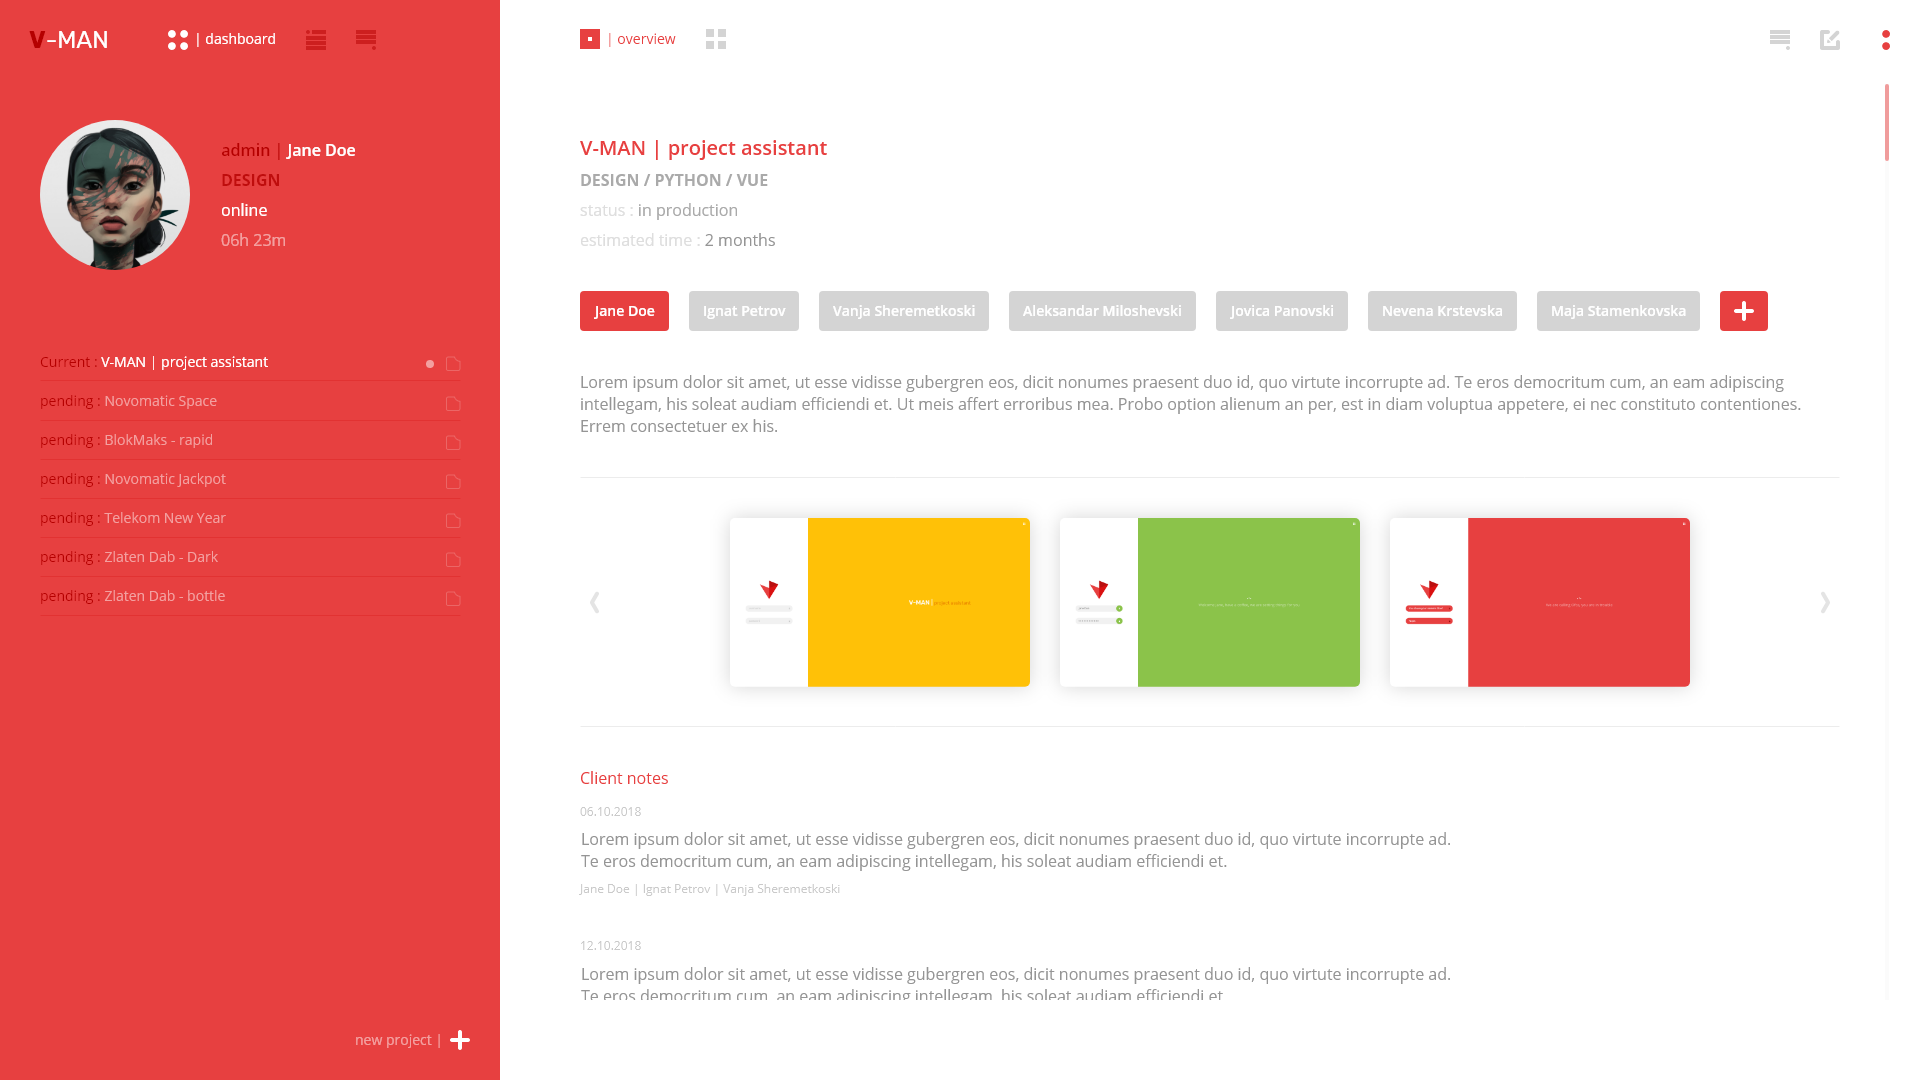 V-MAN
| dashboard
admin | Jane Doe
DESIGN
online
06h 23m
Current : V-MAN | project assistant
pending : Novomatic Space
pending : BlokMaks - rapid
pending : Novomatic Jackpot
pending : Telekom New Year
pending : Zlaten Dab - Dark
pending : Zlaten Dab - bottle
new project |
| overview
V-MAN | project assistant
DESIGN / PYTHON / VUE
status : in production
estimated time : 2 months
Jane Doe
Ignat Petrov
Vanja Sheremetkoski
Aleksandar Miloshevski
Jovica Panovski
Nevena Krstevska
Maja Stamenkovska
Lorem ipsum dolor sit amet, ut esse vidisse gubergren eos, dicit nonumes praesent duo id, quo virtute incorrupte ad. Te eros democritum cum, an eam adipiscing
intellegam, his soleat audiam efficiendi et. Ut meis affert erroribus mea. Probo option alienum an per, est in diam voluptua appetere, ei nec constituto contentiones.
Errem consectetuer ex his.
V-MAN | project assistant
Client notes
06.10.2018
Lorem ipsum dolor sit amet, ut esse vidisse gubergren eos, dicit nonumes praesent duo id, quo virtute incorrupte ad.
Te eros democritum cum, an eam adipiscing intellegam, his soleat audiam efficiendi et.
Jane Doe | Ignat Petrov | Vanja Sheremetkoski
12.10.2018
Lorem ipsum dolor sit amet, ut esse vidisse gubergren eos, dicit nonumes praesent duo id, quo virtute incorrupte ad.
Te eros democritum cum, an eam adipiscing intellegam, his soleat audiam efficiendi et.